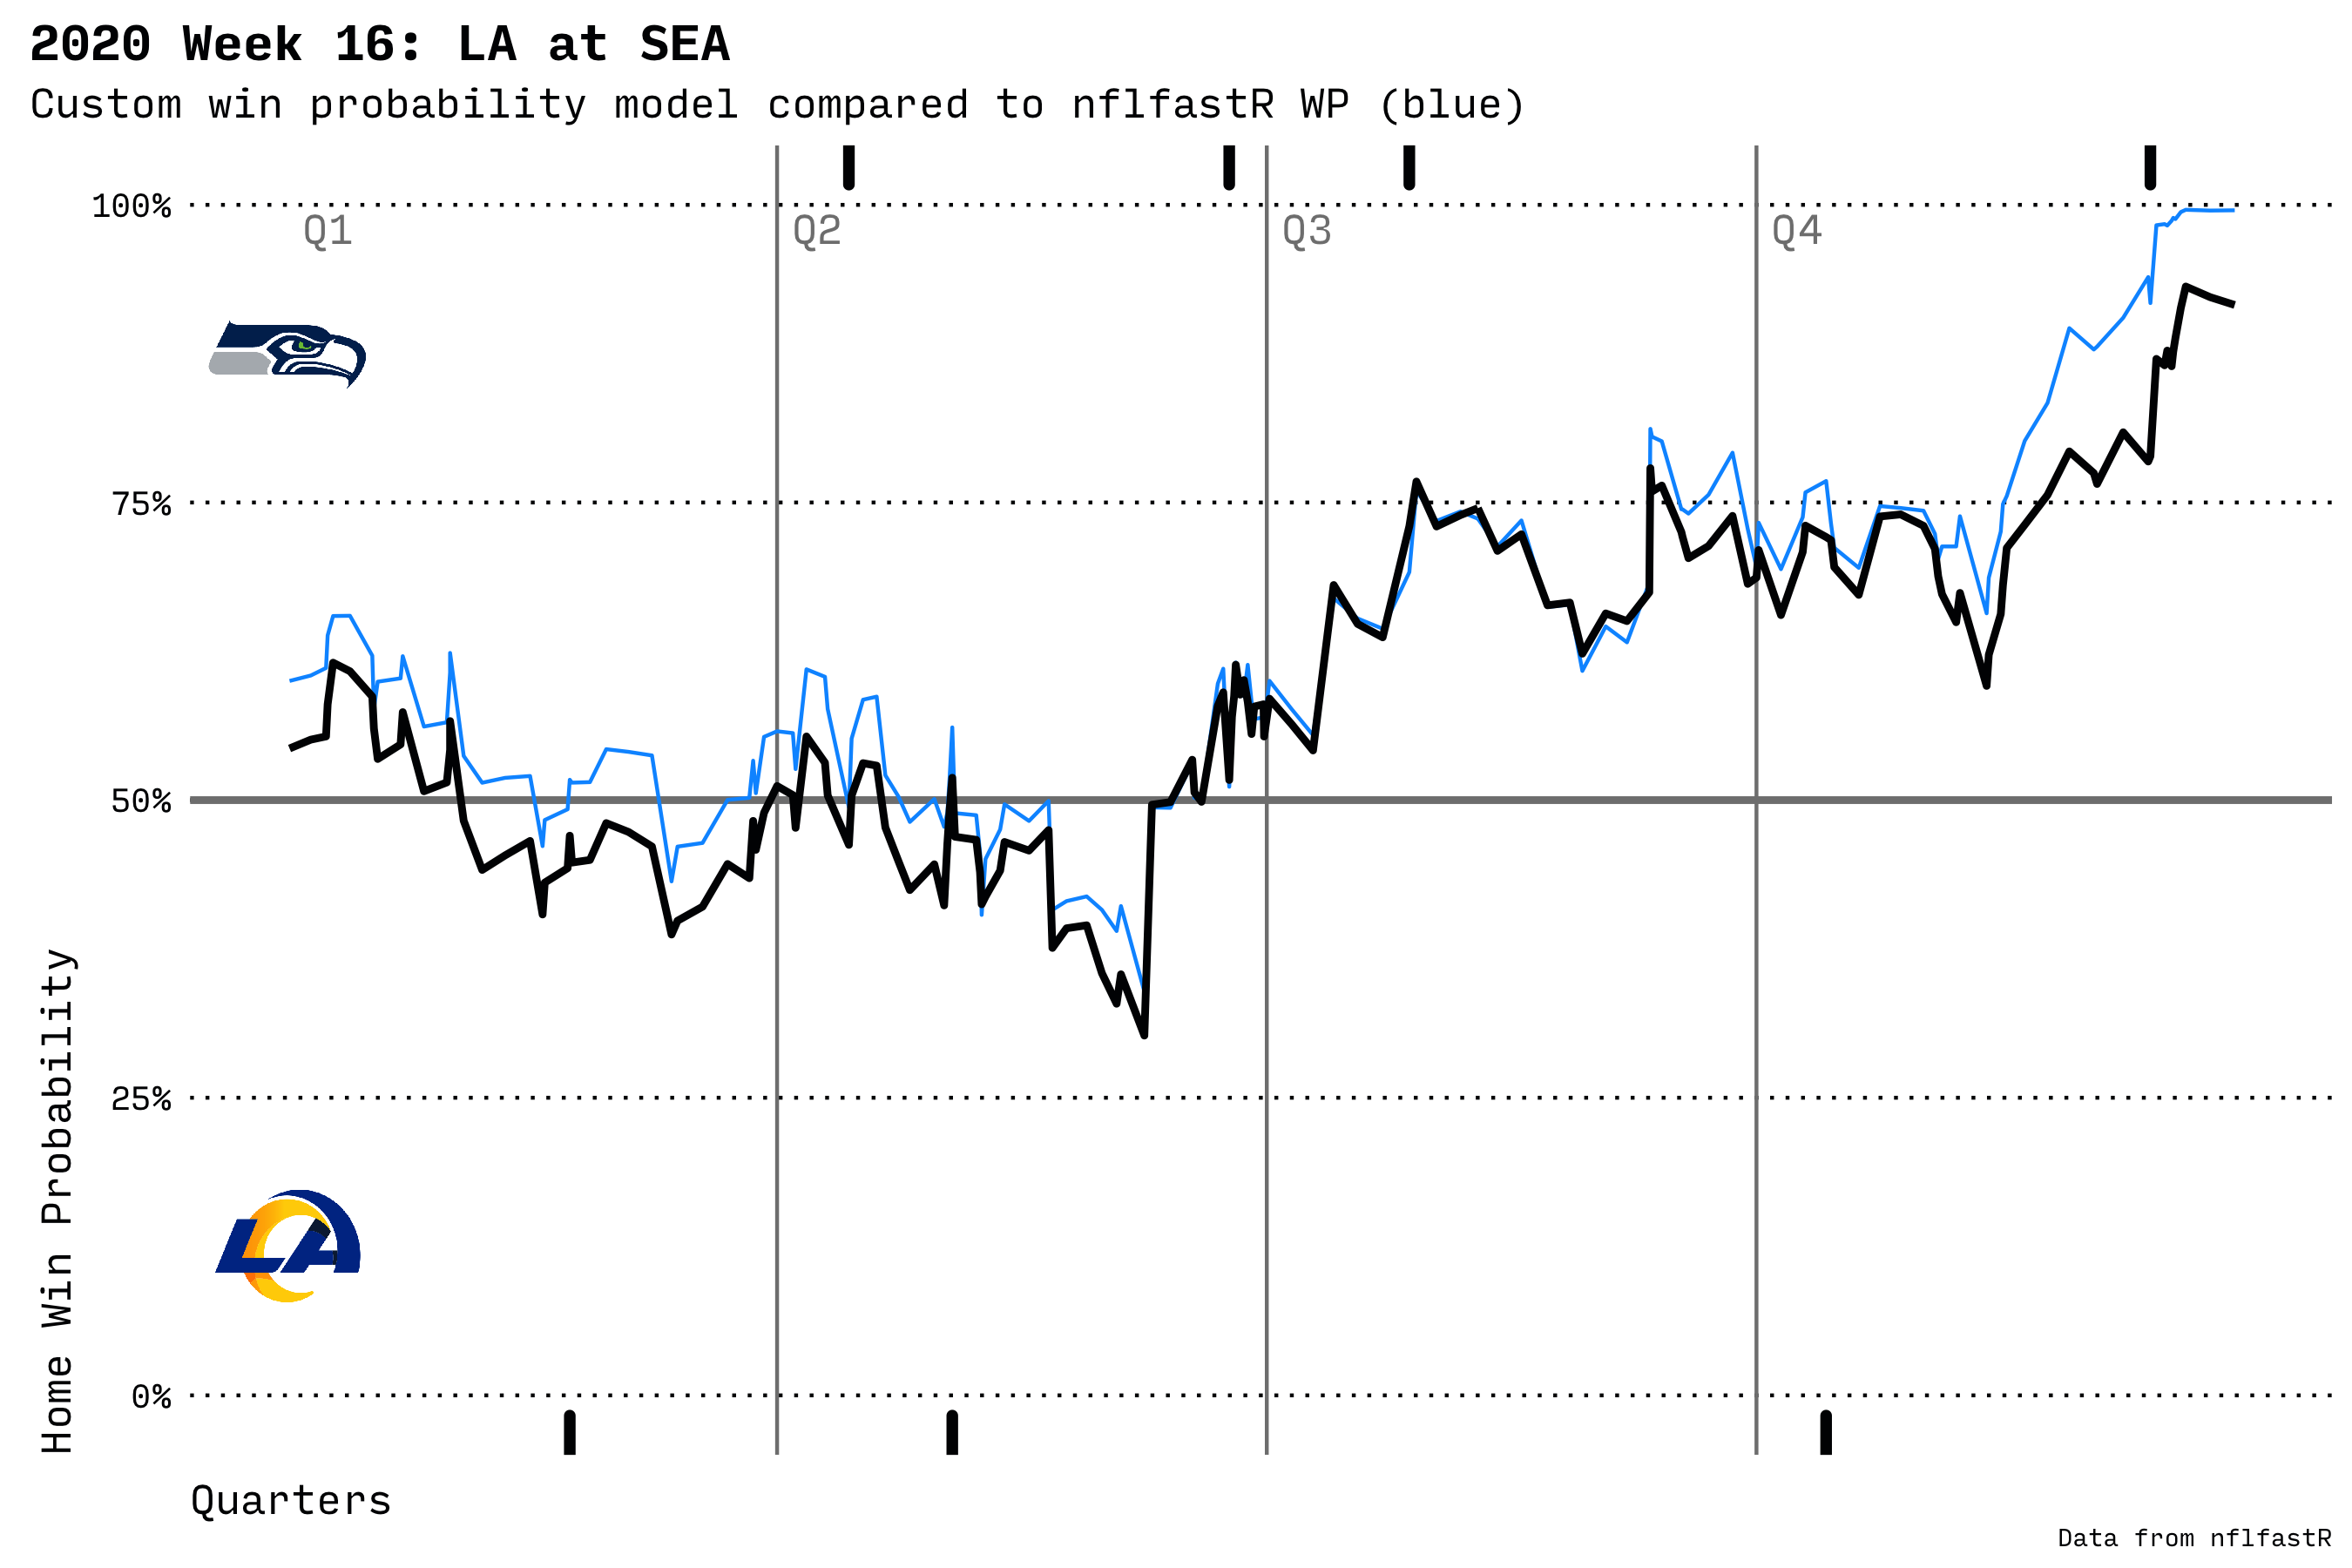 2020 Week 16: LA at SEA
Custom win probability model compared to nflfastR WP (blue)
100%
Q1
Q2
Q3
Q4
75%
50%
25%
LA
0%
Home Win Probability
Quarters
Data from nflfastR